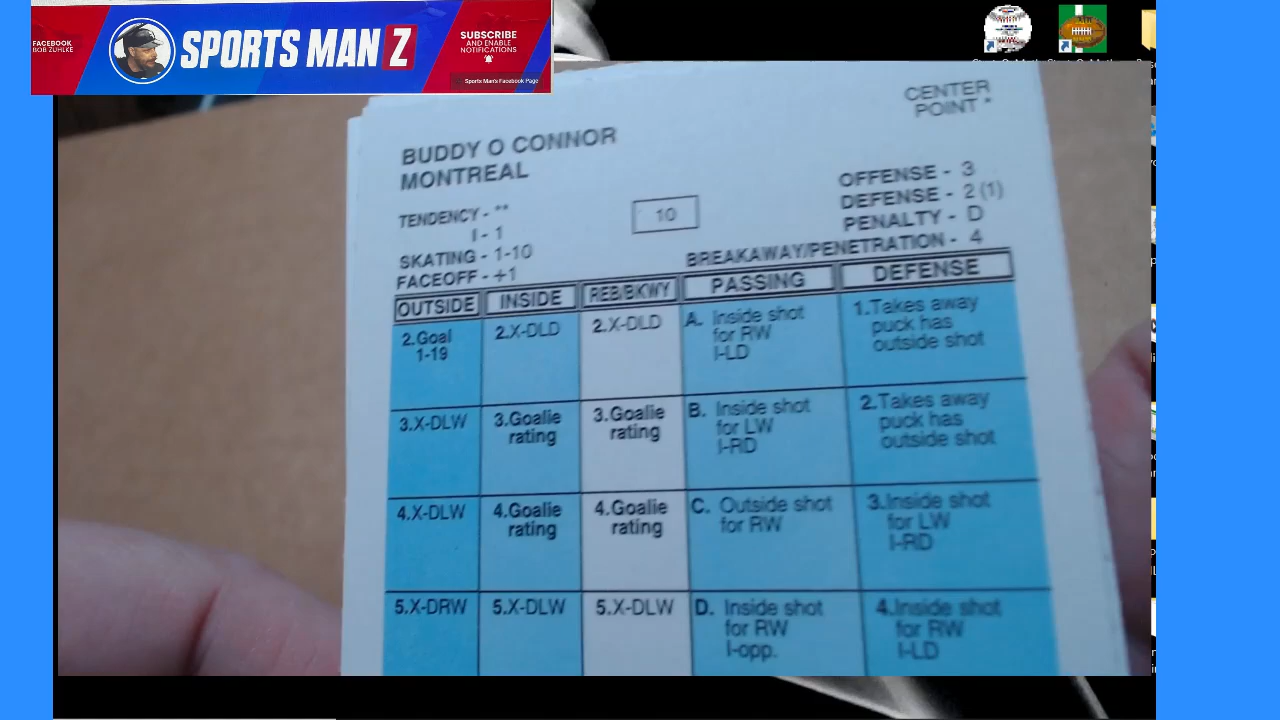 FACEBOOK
BOB ZUHLKE
SPORTS MAN Z
SUBSCRIBE
AND ENABLE
NOTIFICATIONS
Sports Man's Facebook Page
CENTER
POINT *
BUDDY O CONNOR
MONTREAL
TENDENCY - **
I - 1
SKATING - 1-10
FACEOFF - +1
10
OFFENSE - 3
DEFENSE - 2 (1)
PENALTY - D
BREAKAWAY/PENETRATION - 4
OUTSIDE INSIDE REB/BKWY PASSING DEFENSE
2.Goal
1-19
2.X-DLD
2.X-DLD
A. Inside shot
for RW
I-LD
1.Takes away
puck has
outside shot
3.X-DLW
3.Goalie
rating
3.Goalie
rating
B. Inside shot
for LW
I-RD
2.Takes away
puck has
outside shot
4.X-DLW
4.Goalie
rating
4.Goalie
rating
C. Outside shot
for RW
3.Inside shot
for LW
I-RD
5.X-DRW
5.X-DLW
5.X-DLW
D. Inside shot
for RW
I-opp.
4.Inside shot
for RW
I-LD